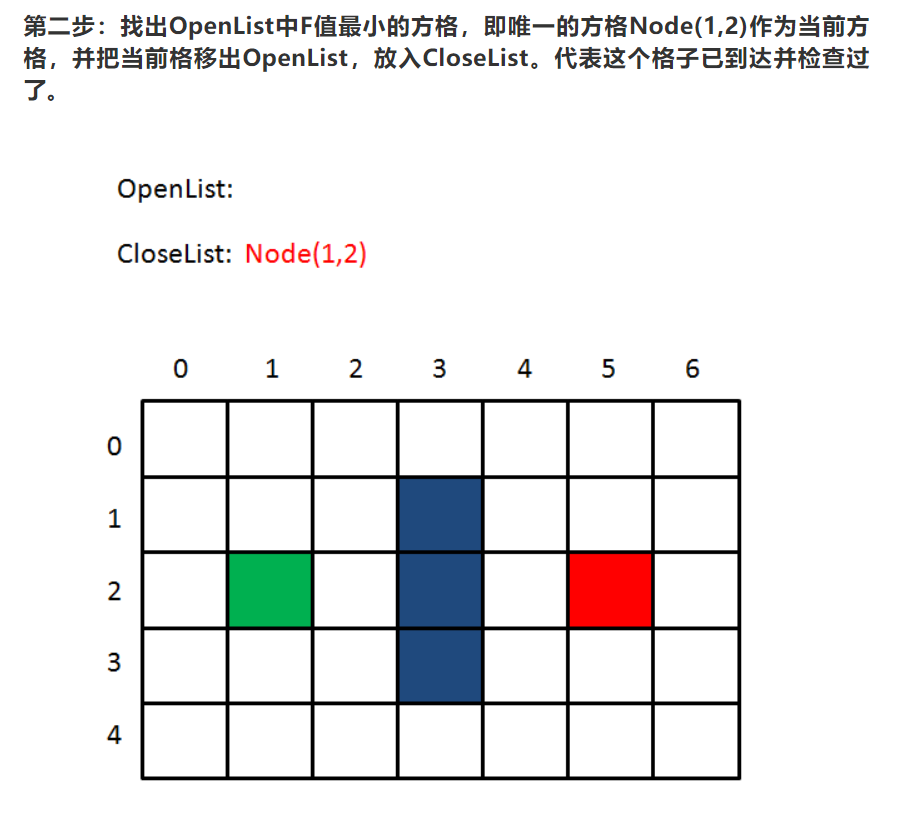 第二步：找出OpenList中F值最小的方格，即唯一的方格Node(1,2)作为当前方
格，并把当前格移出OpenList，放入CloseList。代表这个格子已到达并检查过
了。
OpenList:
CloseList: Node(1,2)
0 1 2 3 4 5 6
0
1
2
3
4